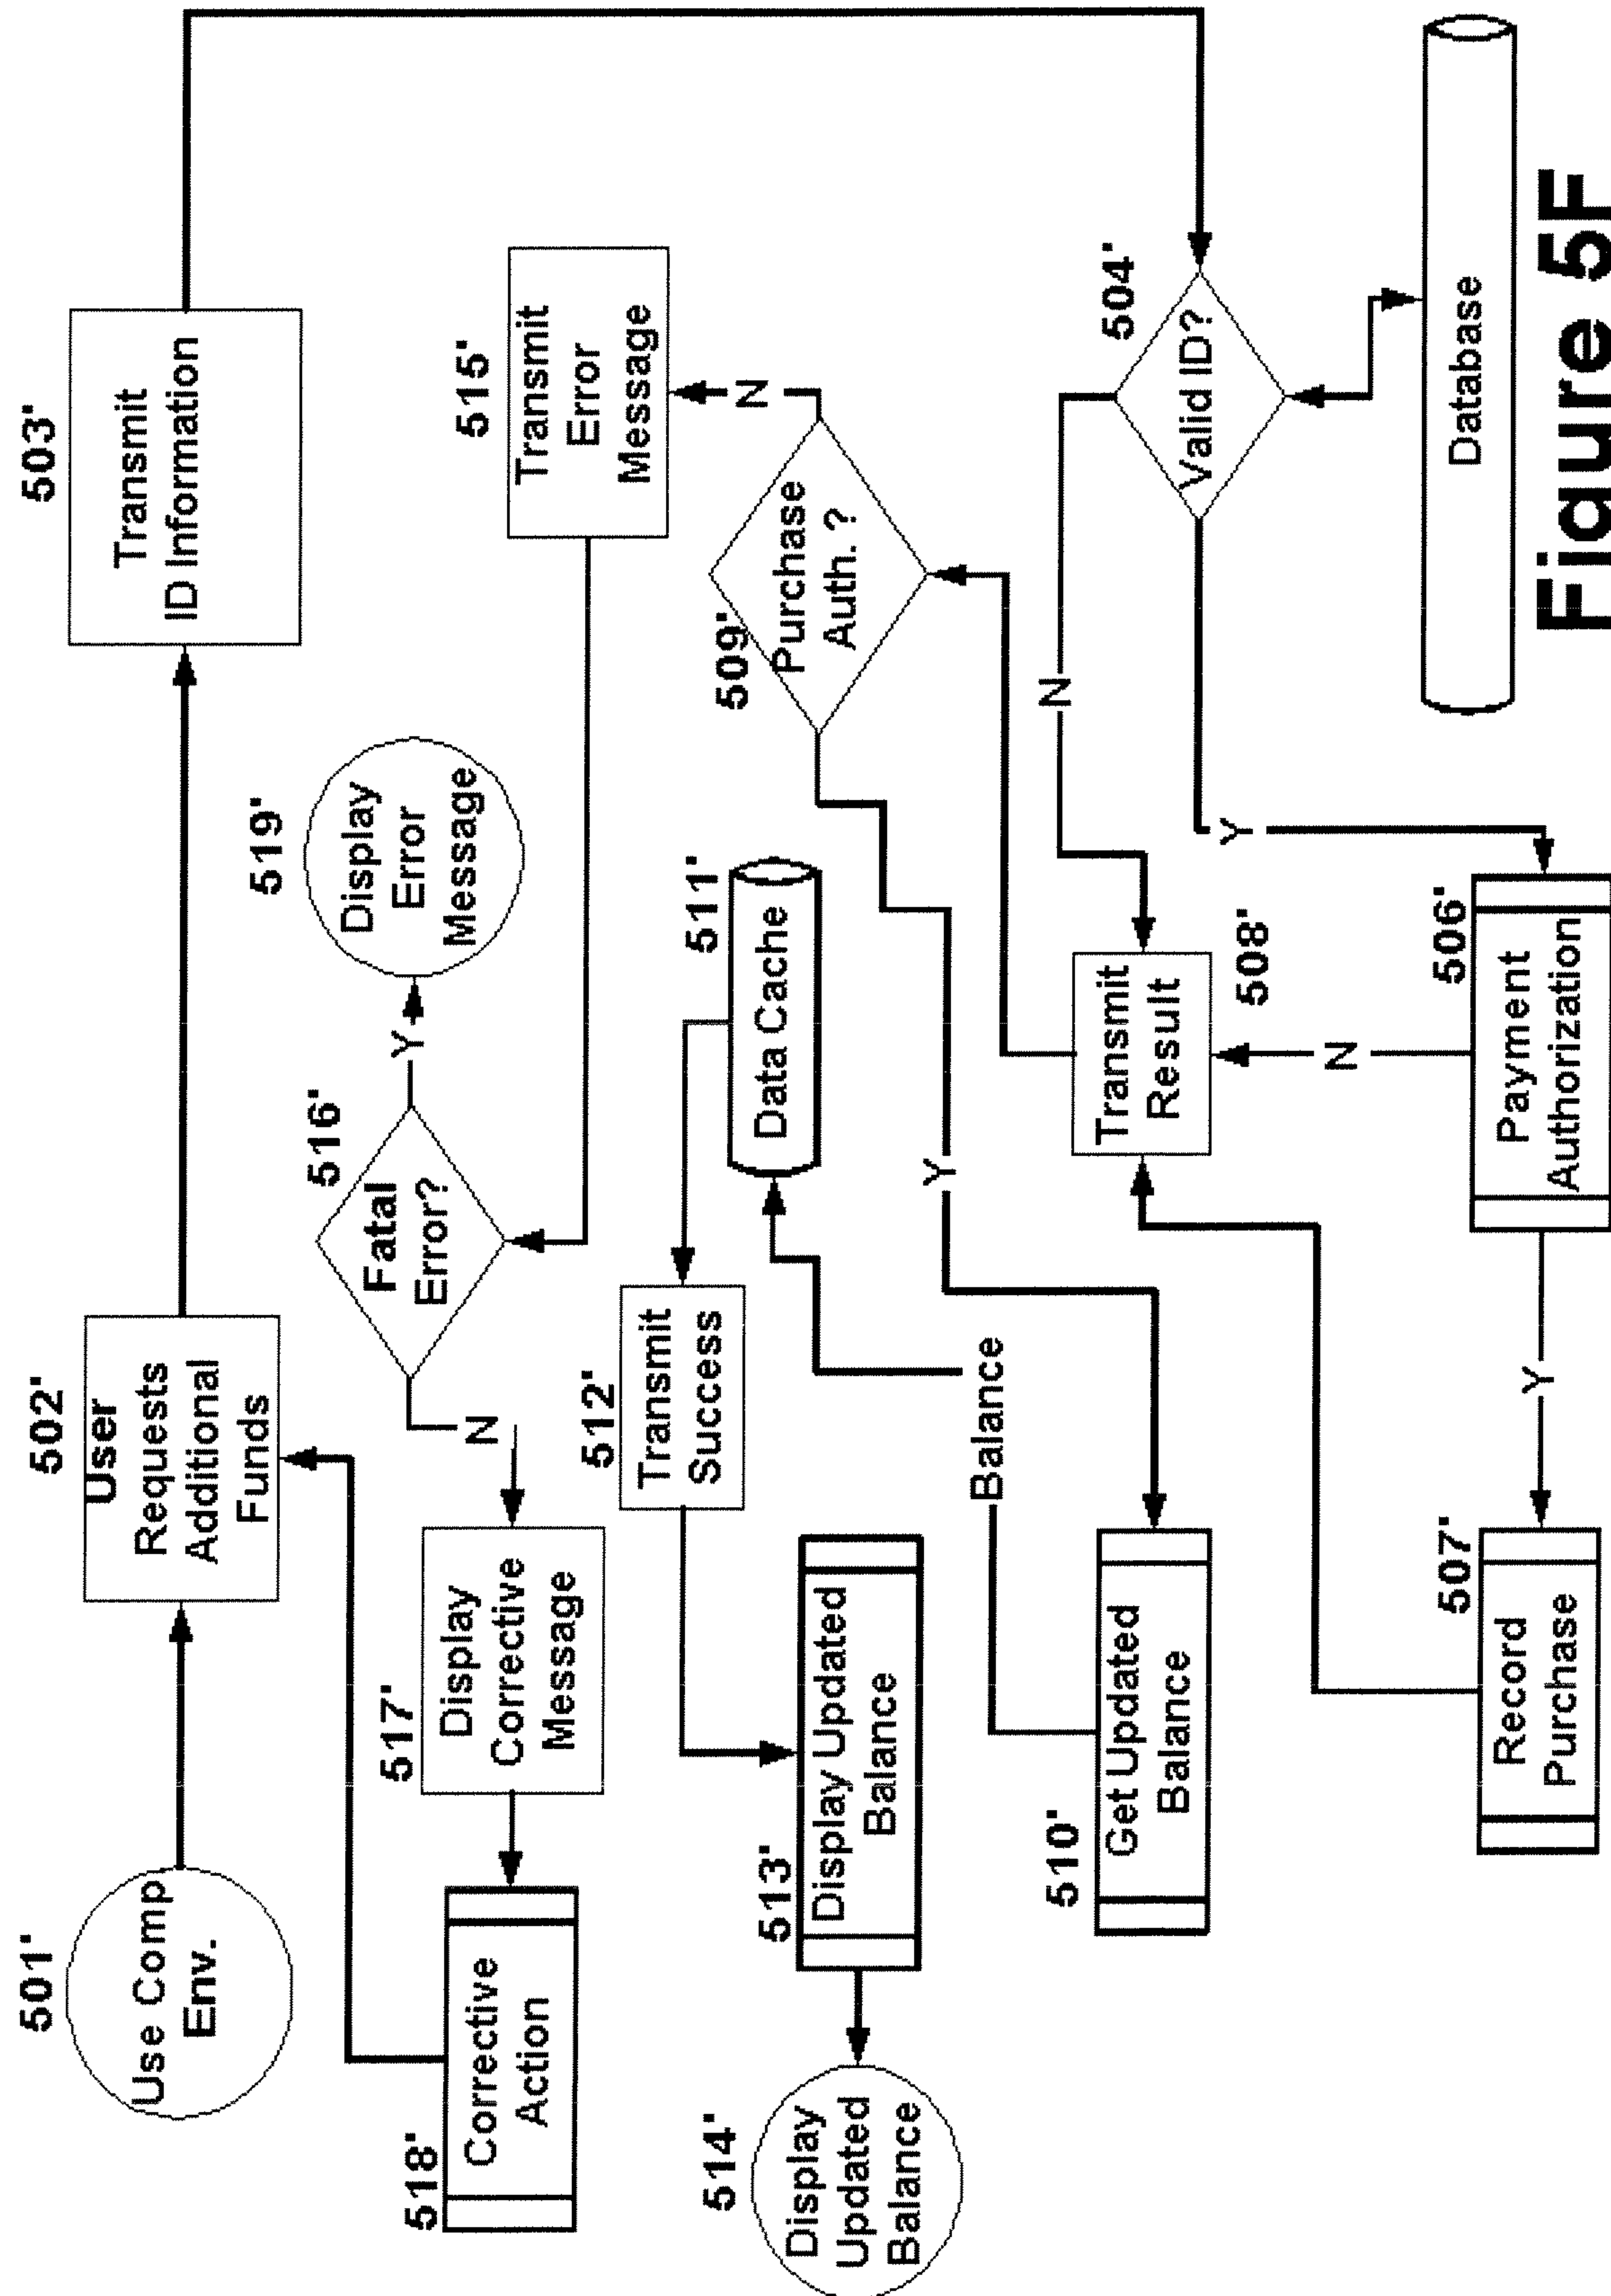 501'
Use Comp
Env.
502'
User
Requests
Additional
Funds
503'
Transmit
ID Information
518'
Corrective
Action
517'
Display
Corrective
Message
N
516'
Fatal
Error?
Y
519'
Display
Error
Message
515'
Transmit
Error
Message
514'
Display
Updated
Balance
513'
Display Updated
Balance
512'
Transmit
Success
511'
Data Cache
509'
Purchase
Auth. ?
N
Y
Balance
510'
Get Updated
Balance
Transmit
Result
508'
N
504'
Valid ID?
Y
N
507'
Record
Purchase
Y
506'
Payment
Authorization
Database
Figure 5F